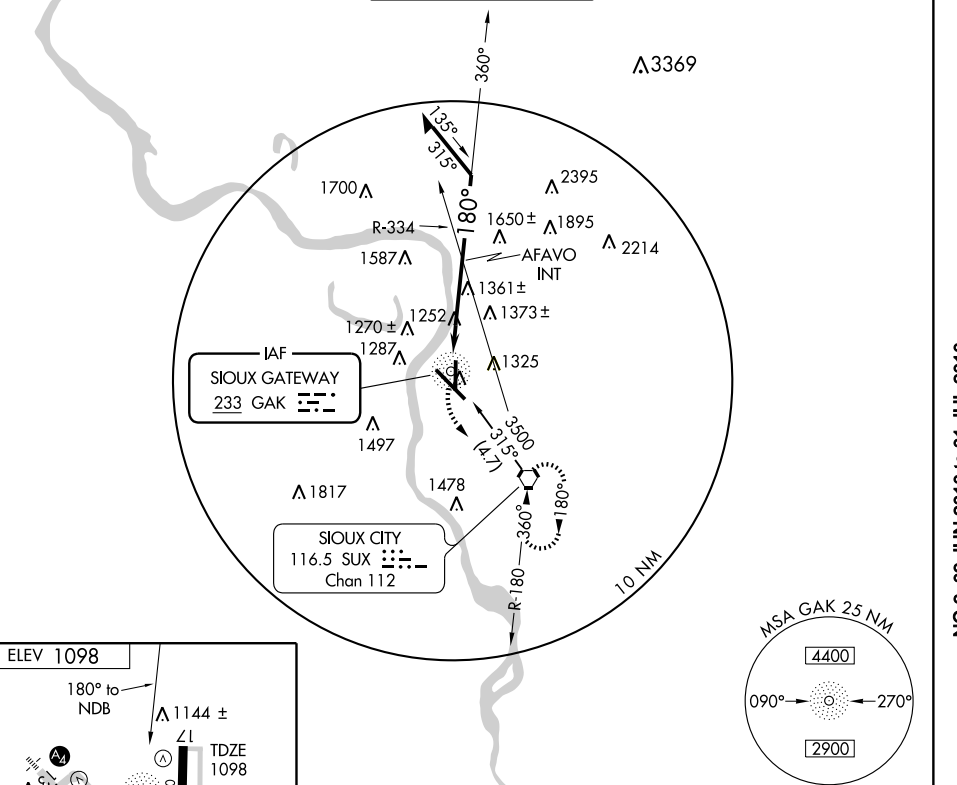 360°
3369
135°
315°
1700
2395
180°
1650 ±
1895
R-334
2214
1587
AFAVO
INT
1361 ±
1252
1373 ±
1270 ±
1287
1325
IAF
SIOUX GATEWAY
233 GAK
3500
315°
1497
(4.7)
1817
1478
180°
360°
SIOUX CITY
116.5 SUX
Chan 112
R-180
10 NM
MSA GAK 25 NM
4400
090°
270°
2900
ELEV 1098
180° to
NDB
1144 ±
17
TDZE
1098
A4